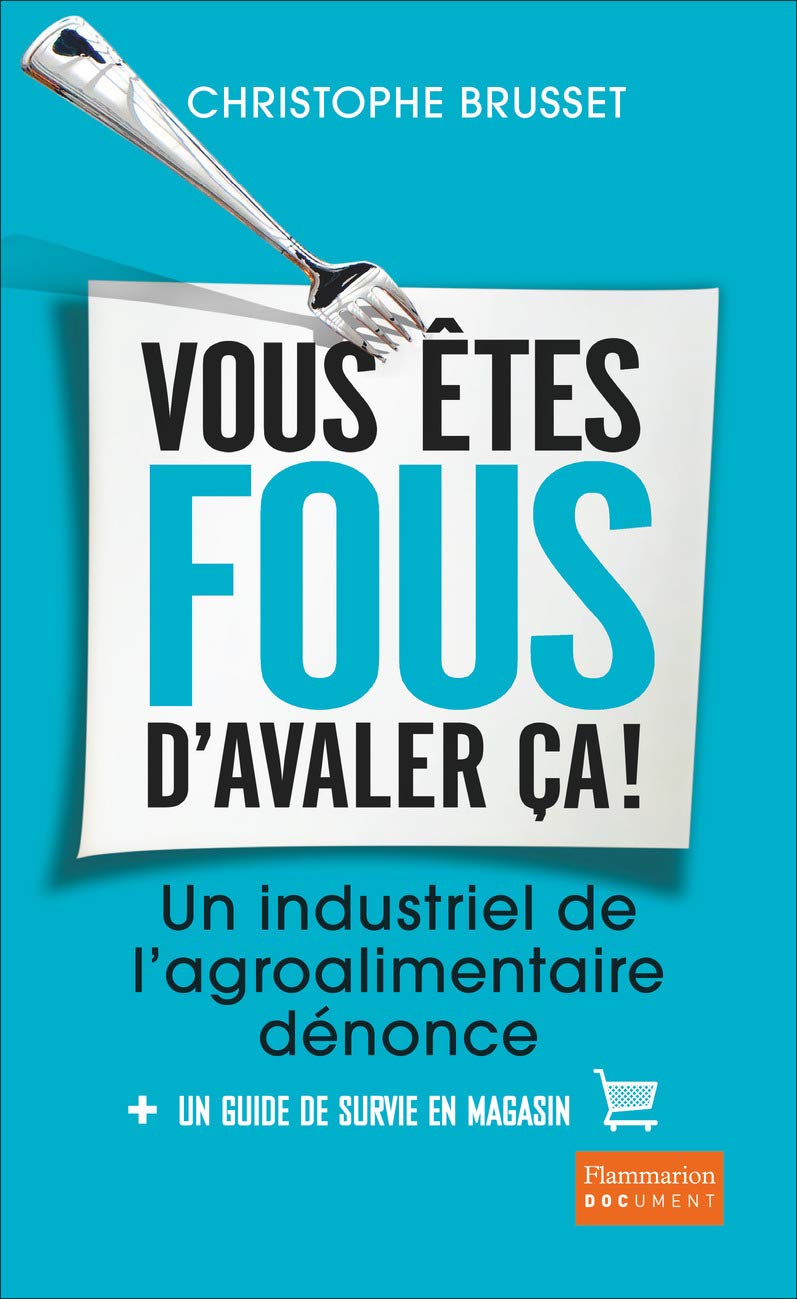 CHRISTOPHE BRUSSET
VOUS ÊTES
FOUS
D’AVALER ÇA!
Un industriel de
l’agroalimentaire
dénonce
+ UN GUIDE DE SURVIE EN MAGASIN
Flammarion
DOCUMENT